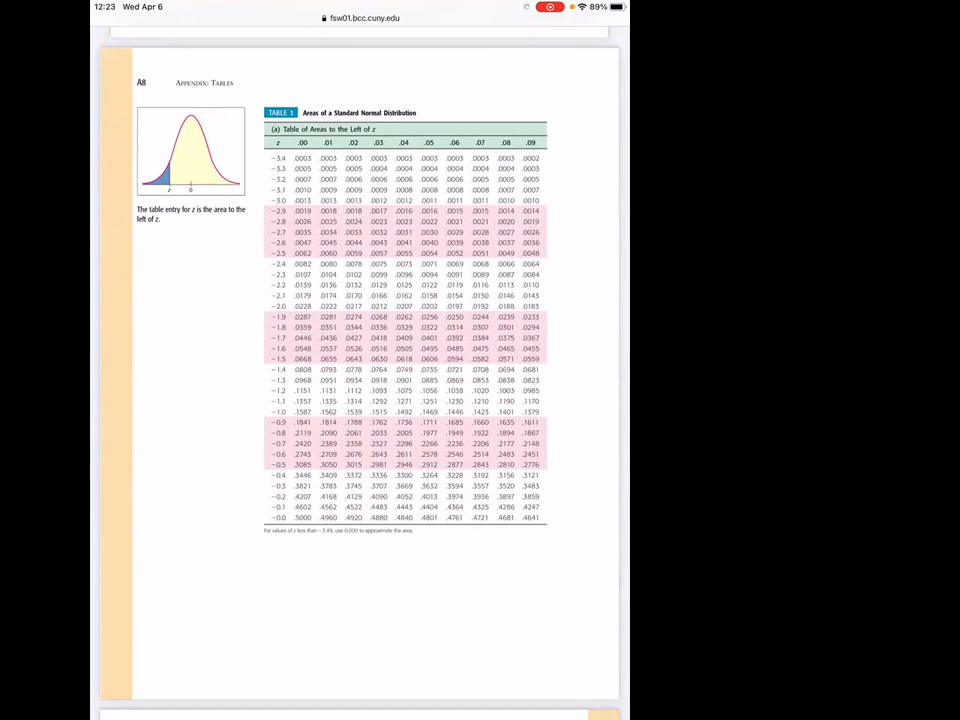 12:23 Wed Apr 6
89%
fsw01.bcc.cuny.edu
A8 APPENDIX: TABLES
TABLE 3 Areas of a Standard Normal Distribution
(a) Table of Areas to the Left of z
z .00 .01 .02 .03 .04 .05 .06 .07 .08 .09
−3.4 .0003 .0003 .0003 .0003 .0003 .0003 .0003 .0003 .0003 .0002
−3.3 .0005 .0005 .0005 .0004 .0004 .0004 .0004 .0004 .0004 .0003
−3.2 .0007 .0007 .0006 .0006 .0006 .0006 .0006 .0005 .0005 .0005
−3.1 .0010 .0009 .0009 .0009 .0008 .0008 .0008 .0008 .0007 .0007
−3.0 .0013 .0013 .0013 .0012 .0012 .0011 .0011 .0011 .0010 .0010
−2.9 .0019 .0018 .0018 .0017 .0016 .0016 .0015 .0015 .0014 .0014
−2.8 .0026 .0025 .0024 .0023 .0023 .0022 .0021 .0021 .0020 .0019
−2.7 .0035 .0034 .0033 .0032 .0031 .0030 .0029 .0028 .0027 .0026
−2.6 .0047 .0045 .0044 .0043 .0041 .0040 .0039 .0038 .0037 .0036
−2.5 .0062 .0060 .0059 .0057 .0055 .0054 .0052 .0051 .0049 .0048
−2.4 .0082 .0080 .0078 .0075 .0073 .0071 .0069 .0068 .0066 .0064
−2.3 .0107 .0104 .0102 .0099 .0096 .0094 .0091 .0089 .0087 .0084
−2.2 .0139 .0136 .0132 .0129 .0125 .0122 .0119 .0116 .0113 .0110
−2.1 .0179 .0174 .0170 .0166 .0162 .0158 .0154 .0150 .0146 .0143
−2.0 .0228 .0222 .0217 .0212 .0207 .0202 .0197 .0192 .0188 .0183
−1.9 .0287 .0281 .0274 .0268 .0262 .0256 .0250 .0244 .0239 .0233
−1.8 .0359 .0351 .0344 .0336 .0329 .0322 .0314 .0307 .0301 .0294
−1.7 .0446 .0436 .0427 .0418 .0409 .0401 .0392 .0384 .0375 .0367
−1.6 .0548 .0537 .0526 .0516 .0505 .0495 .0485 .0475 .0465 .0455
−1.5 .0668 .0655 .0643 .0630 .0618 .0606 .0594 .0582 .0571 .0559
−1.4 .0808 .0793 .0778 .0764 .0749 .0735 .0721 .0708 .0694 .0681
−1.3 .0968 .0951 .0934 .0918 .0901 .0885 .0869 .0853 .0838 .0823
−1.2 .1151 .1131 .1112 .1093 .1075 .1056 .1038 .1020 .1003 .0985
−1.1 .1357 .1335 .1314 .1292 .1271 .1251 .1230 .1210 .1190 .1170
−1.0 .1587 .1562 .1539 .1515 .1492 .1469 .1446 .1423 .1401 .1379
−0.9 .1841 .1814 .1788 .1762 .1736 .1711 .1685 .1660 .1635 .1611
−0.8 .2119 .2090 .2061 .2033 .2005 .1977 .1949 .1922 .1894 .1867
−0.7 .2420 .2389 .2358 .2327 .2296 .2266 .2236 .2206 .2177 .2148
−0.6 .2743 .2709 .2676 .2643 .2611 .2578 .2546 .2514 .2483 .2451
−0.5 .3085 .3050 .3015 .2981 .2946 .2912 .2877 .2843 .2810 .2776
−0.4 .3446 .3409 .3372 .3336 .3300 .3264 .3228 .3192 .3156 .3121
−0.3 .3821 .3783 .3745 .3707 .3669 .3632 .3594 .3557 .3520 .3483
−0.2 .4207 .4168 .4129 .4090 .4052 .4013 .3974 .3936 .3897 .3859
−0.1 .4602 .4562 .4522 .4483 .4443 .4404 .4364 .4325 .4286 .4247
−0.0 .5000 .4960 .4920 .4880 .4840 .4801 .4761 .4721 .4681 .4641
For values of z less than −3.49, use 0.000 to approximate the area.
z 0
The table entry for z is the area to the
left of z.